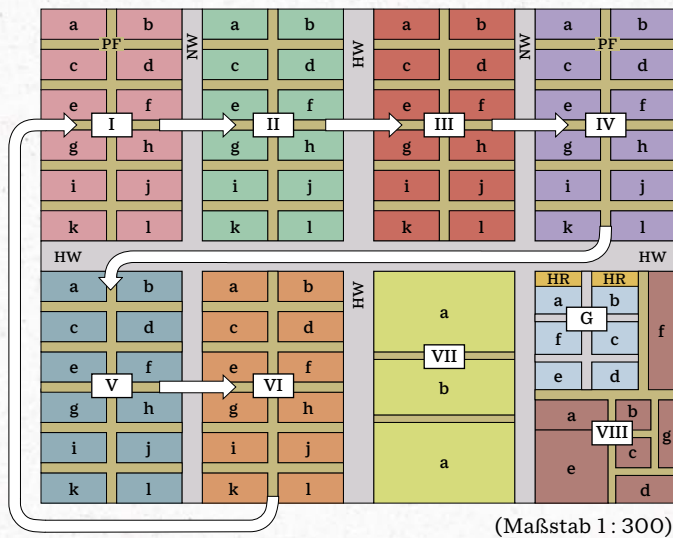 a b a b a b a b
PF NW HW NW PF
c d c d c d c d
e f e f e f e f
I II III IV
g h g h g h g h
i j i j i j i j
k l k l k l k l
HW HW
a b a b HW a HR HR
a b
G
c d c d f c f
e f e f VII e d
V VI
g h g h b a b
VIII g
i j i j a e c
k l k l d
(Maßstab 1 : 300)